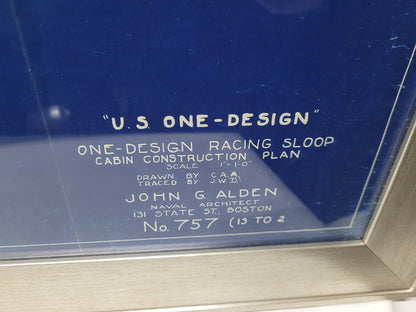 "U.S. ONE-DESIGN"
ONE-DESIGN RACING SLOOP
CABIN CONSTRUCTION PLAN
SCALE 1"=1'-0"
DRAWN BY C.A.A.
TRACED BY J.W.D.
JOHN G. ALDEN
NAVAL ARCHITECT
131 STATE ST, BOSTON
No. 757 (13 TO 2